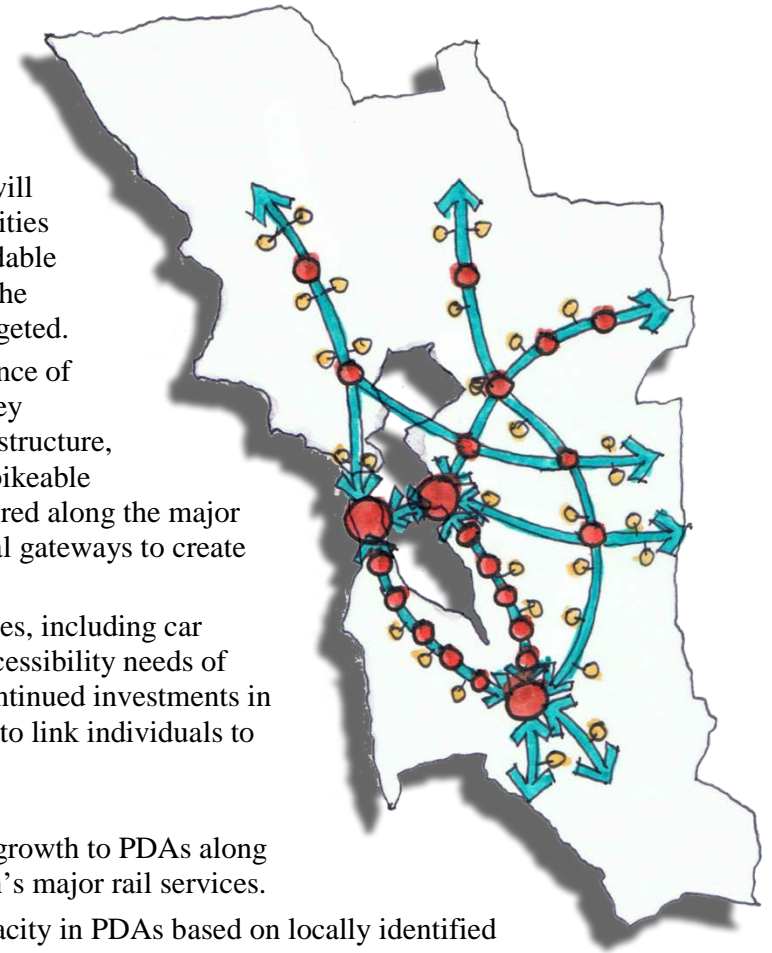 will
ities
dable
he
geted.
nce of
ey
structure,
bikeable
red along the major
al gateways to create
es, including car
ccessibility needs of
ntinued investments in
to link individuals to
growth to PDAs along
n's major rail services.
acity in PDAs based on locally identified